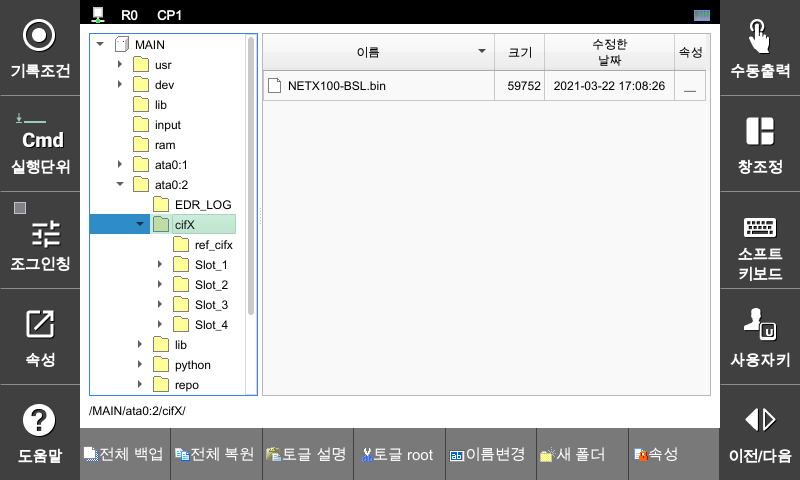 R0 CP1
기록조건
Cmd
실행단위
조그인칭
속성
도움말
MAIN
usr
dev
lib
input
ram
ata0:1
ata0:2
EDR_LOG
cifX
ref_cifx
Slot_1
Slot_2
Slot_3
Slot_4
lib
python
repo
이름 크기 수정한 날짜 속성
NETX100-BSL.bin 59752 2021-03-22 17:08:26 __
/MAIN/ata0:2/cifX/
수동출력
창조정
소프트
키보드
U
사용자키
이전/다음
전체 백업 전체 복원 토글 설명 토글 root 이름변경 새 폴더 속성